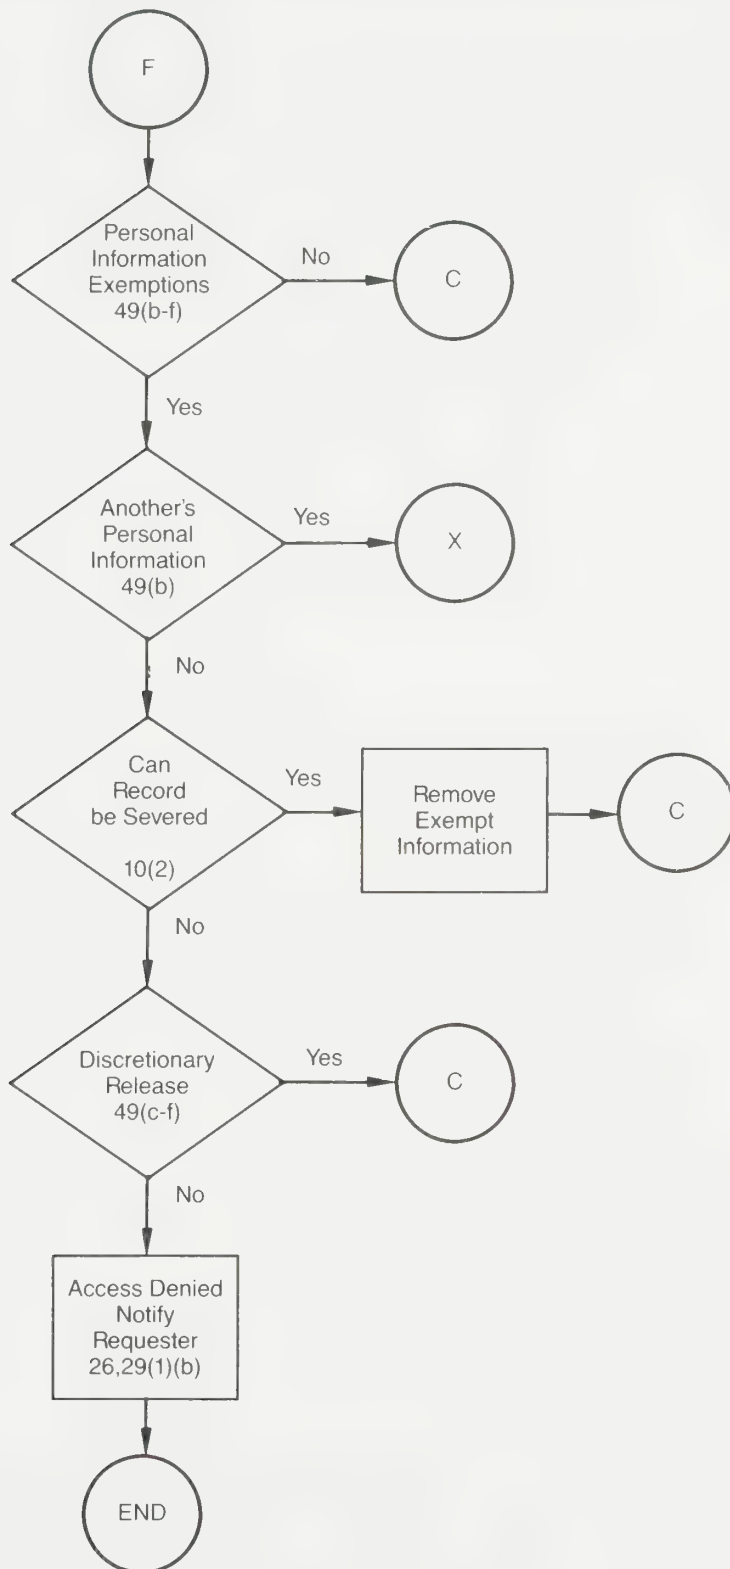 F
Personal
Information
Exemptions
49(b-f)
No
C
Yes
Another's
Personal
Information
49(b)
Yes
X
No
Can
Record
be Severed
10(2)
Yes
Remove
Exempt
Information
C
No
Discretionary
Release
49(c-f)
Yes
C
No
Access Denied
Notify
Requester
26,29(1)(b)
END